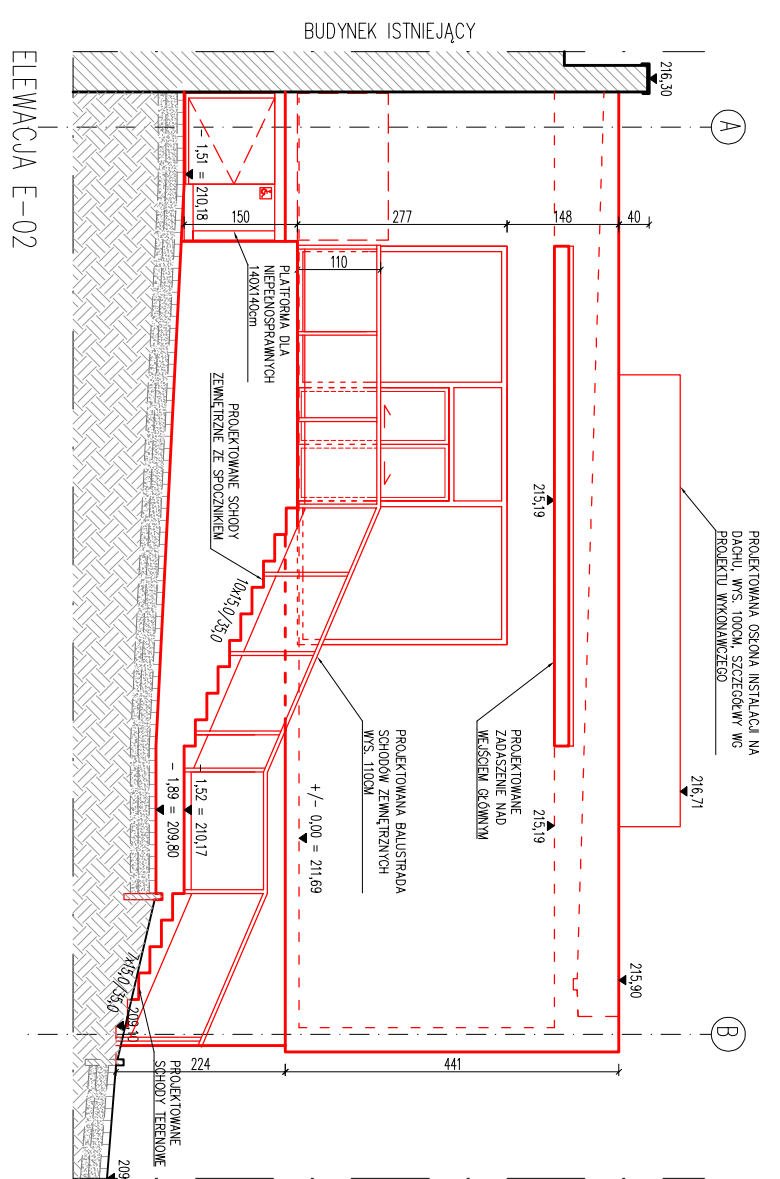 BUDYNEK ISTNIEJĄCY
ELEWACJA E-02
A
B
216,30
40
148
277
150
110
- 1,51 = 210,18
PLATFORMA DLA
NIEPEŁNOSPRAWNYCH
140X140cm
PROJEKTOWANE SCHODY
ZEWNĘTRZNE ZE SPOCZNIKIEM
10x15,0/35,0
PROJEKTOWANA OSŁONA INSTALACJI NA
DACHU, WYS. 100CM, SZCZEGÓŁWY WG
PROJEKTU WYKONAWCZEGO
215,19
PROJEKTOWANE
ZADASZENIE NAD
WEJŚCIEM GŁÓWNYM
PROJEKTOWANA BALUSTRADA
SCHODÓW ZEWNĘTRZNYCH
WYS. 110CM
216,71
215,19
+/- 0,00 = 211,69
- 1,52 = 210,17
- 1,89 = 209,80
215,90
7x15,0/35,0
209,10
PROJEKTOWANE
SCHODY TERENOWE
224
441
209